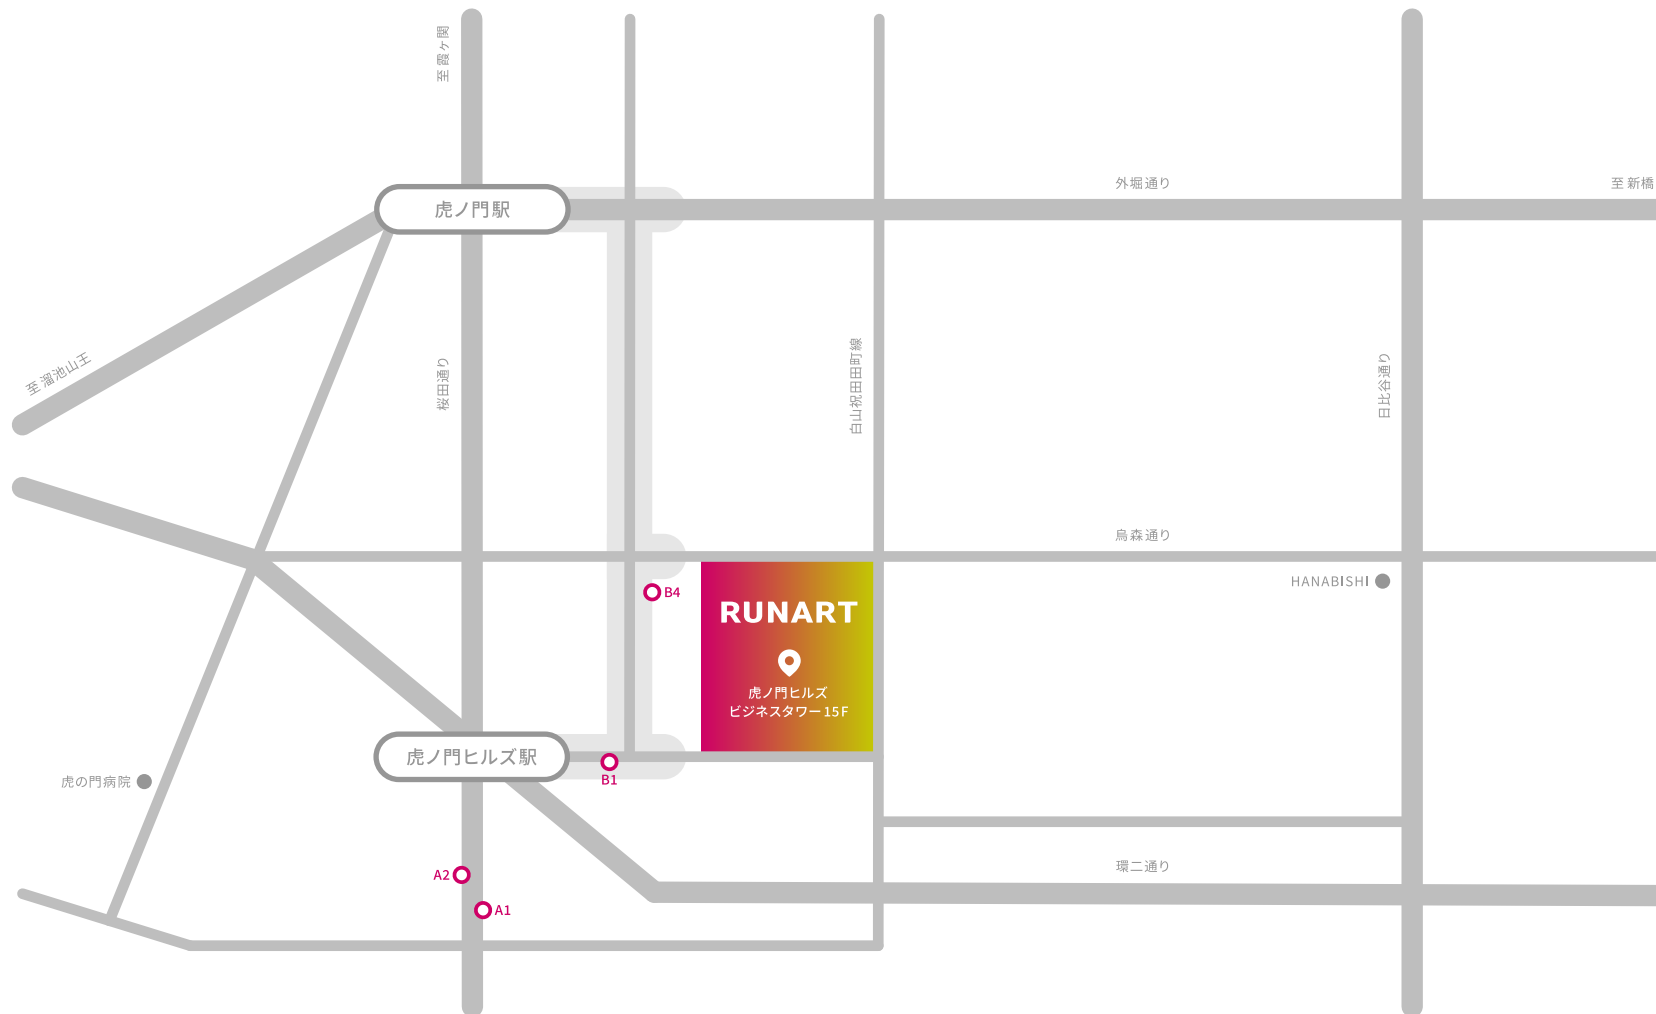 至霞ヶ関
外堀通り
至新橋
虎ノ門駅
至溜池山王
桜田通り
白山祝田田町線
日比谷通り
烏森通り
HANABISHI
B4
RUNART
虎ノ門ヒルズ
ビジネスタワー15F
虎ノ門ヒルズ駅
B1
虎の門病院
A2
環二通り
A1